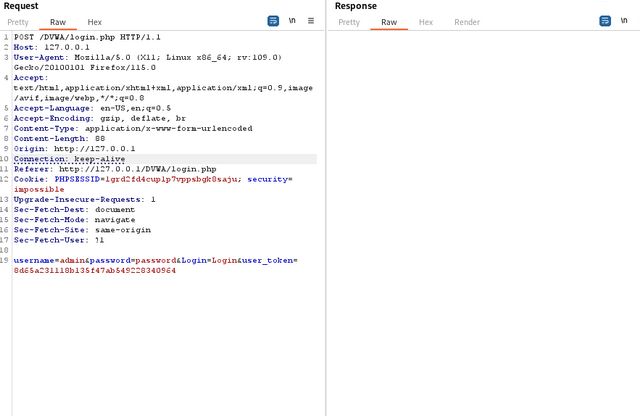 Request
Response
Pretty Raw Hex \n
Pretty Raw Hex Render \n
1 POST /DVWA/login.php HTTP/1.1
2 Host: 127.0.0.1
3 User-Agent: Mozilla/5.0 (X11; Linux x86_64; rv:109.0)
Gecko/20100101 Firefox/115.0
4 Accept:
text/html,application/xhtml+xml,application/xml;q=0.9,image
/avif,image/webp,*/*;q=0.8
5 Accept-Language: en-US,en;q=0.5
6 Accept-Encoding: gzip, deflate, br
7 Content-Type: application/x-www-form-urlencoded
8 Content-Length: 88
9 Origin: http://127.0.0.1
10 Connection: keep-alive
11 Referer: http://127.0.0.1/DVWA/login.php
12 Cookie: PHPSESSID=lgrd2fd4cuplp7vppsbgk8saju; security=
impossible
13 Upgrade-Insecure-Requests: 1
14 Sec-Fetch-Dest: document
15 Sec-Fetch-Mode: navigate
16 Sec-Fetch-Site: same-origin
17 Sec-Fetch-User: ?1
18
19 username=admin&password=password&Login=Login&user_token=
8d65a231118b135f47ab549228340964